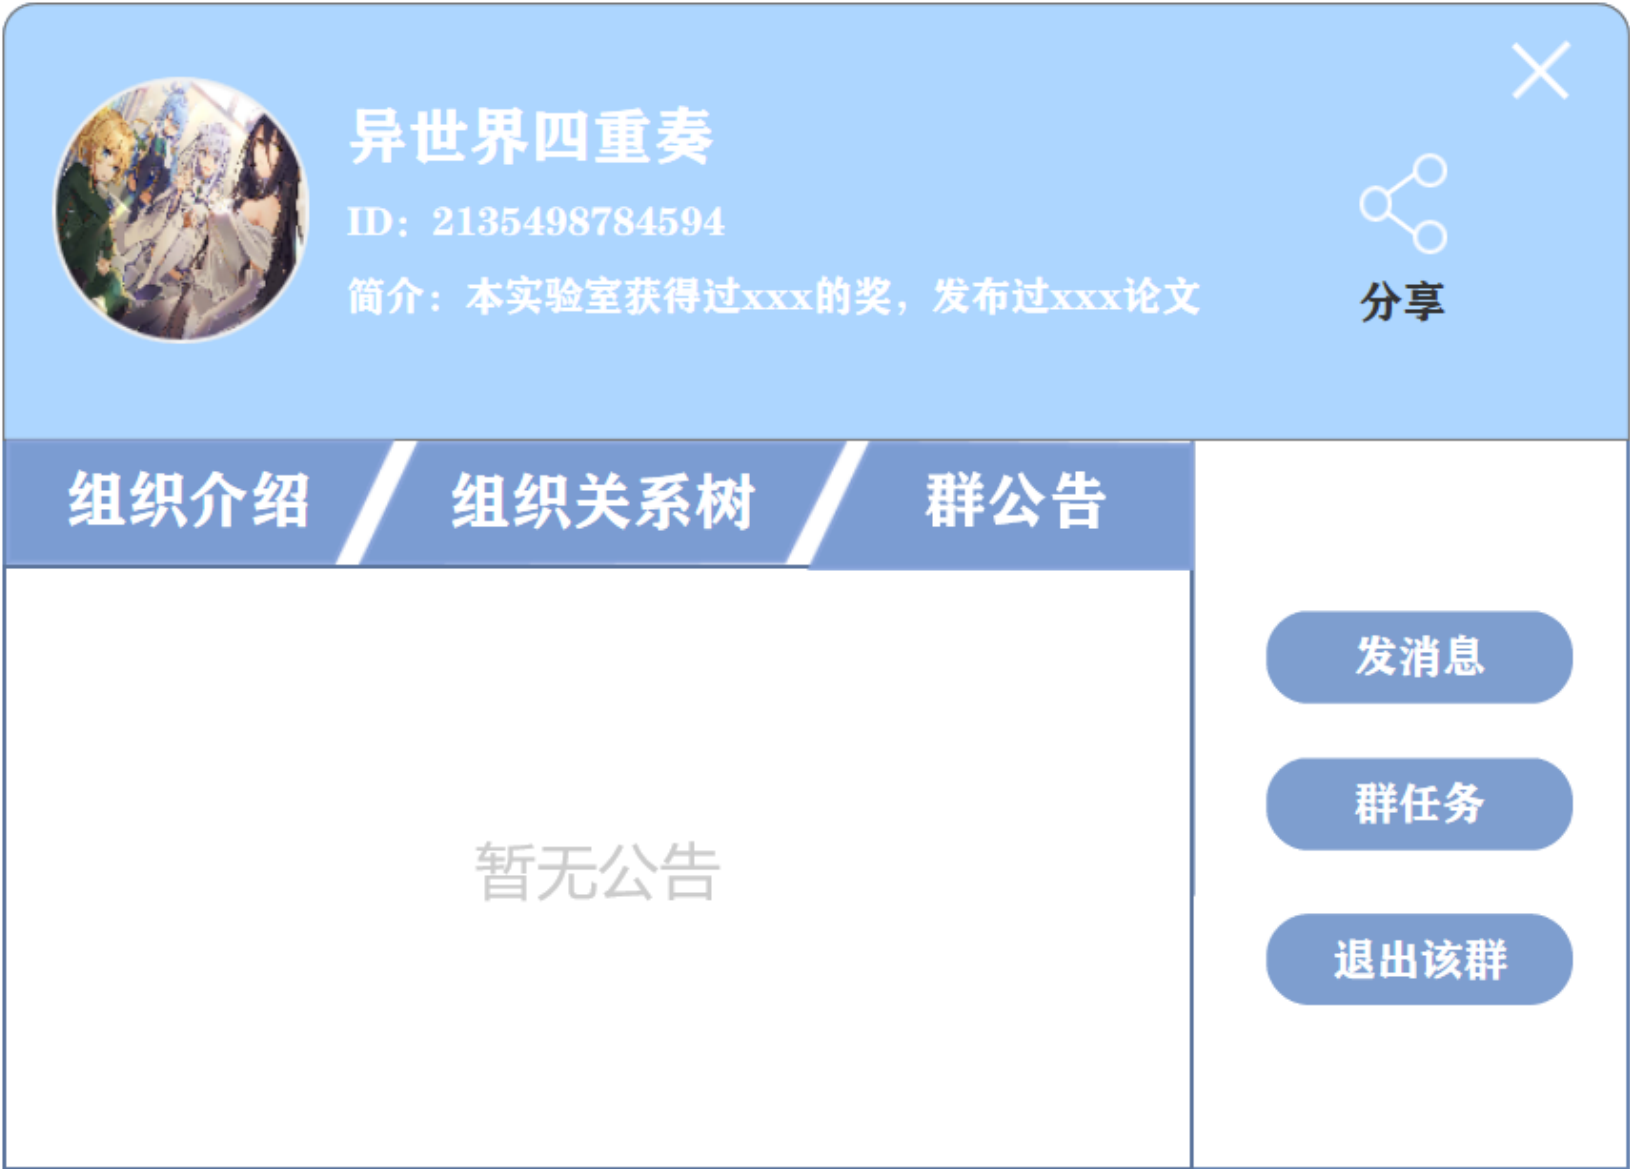 异世界四重奏
ID：2135498784594
简介：本实验室获得过xxx的奖，发布过xxx论文
分享
组织介绍
组织关系树
群公告
暂无公告
发消息
群任务
退出该群